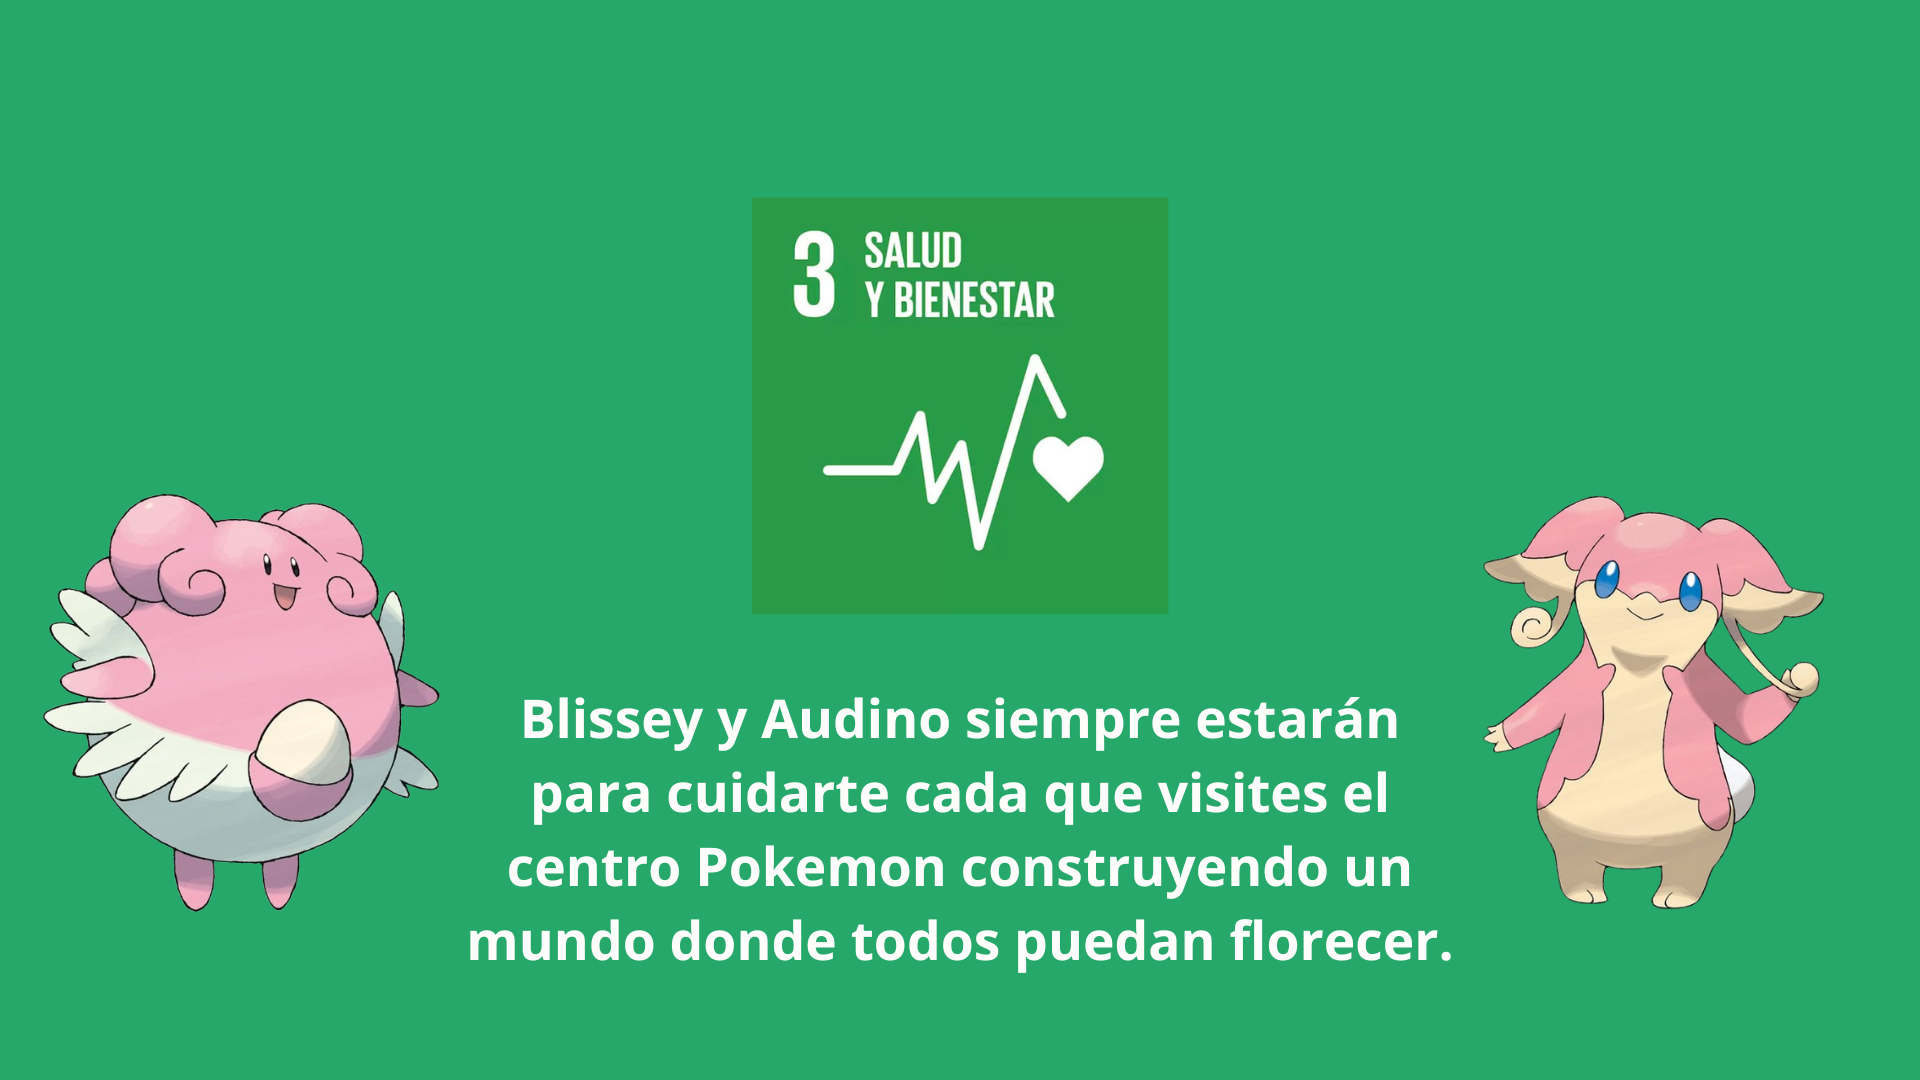 3 SALUD
Y BIENESTAR
Blissey y Audino siempre estarán
para cuidarte cada que visites el
centro Pokemon construyendo un
mundo donde todos puedan florecer.